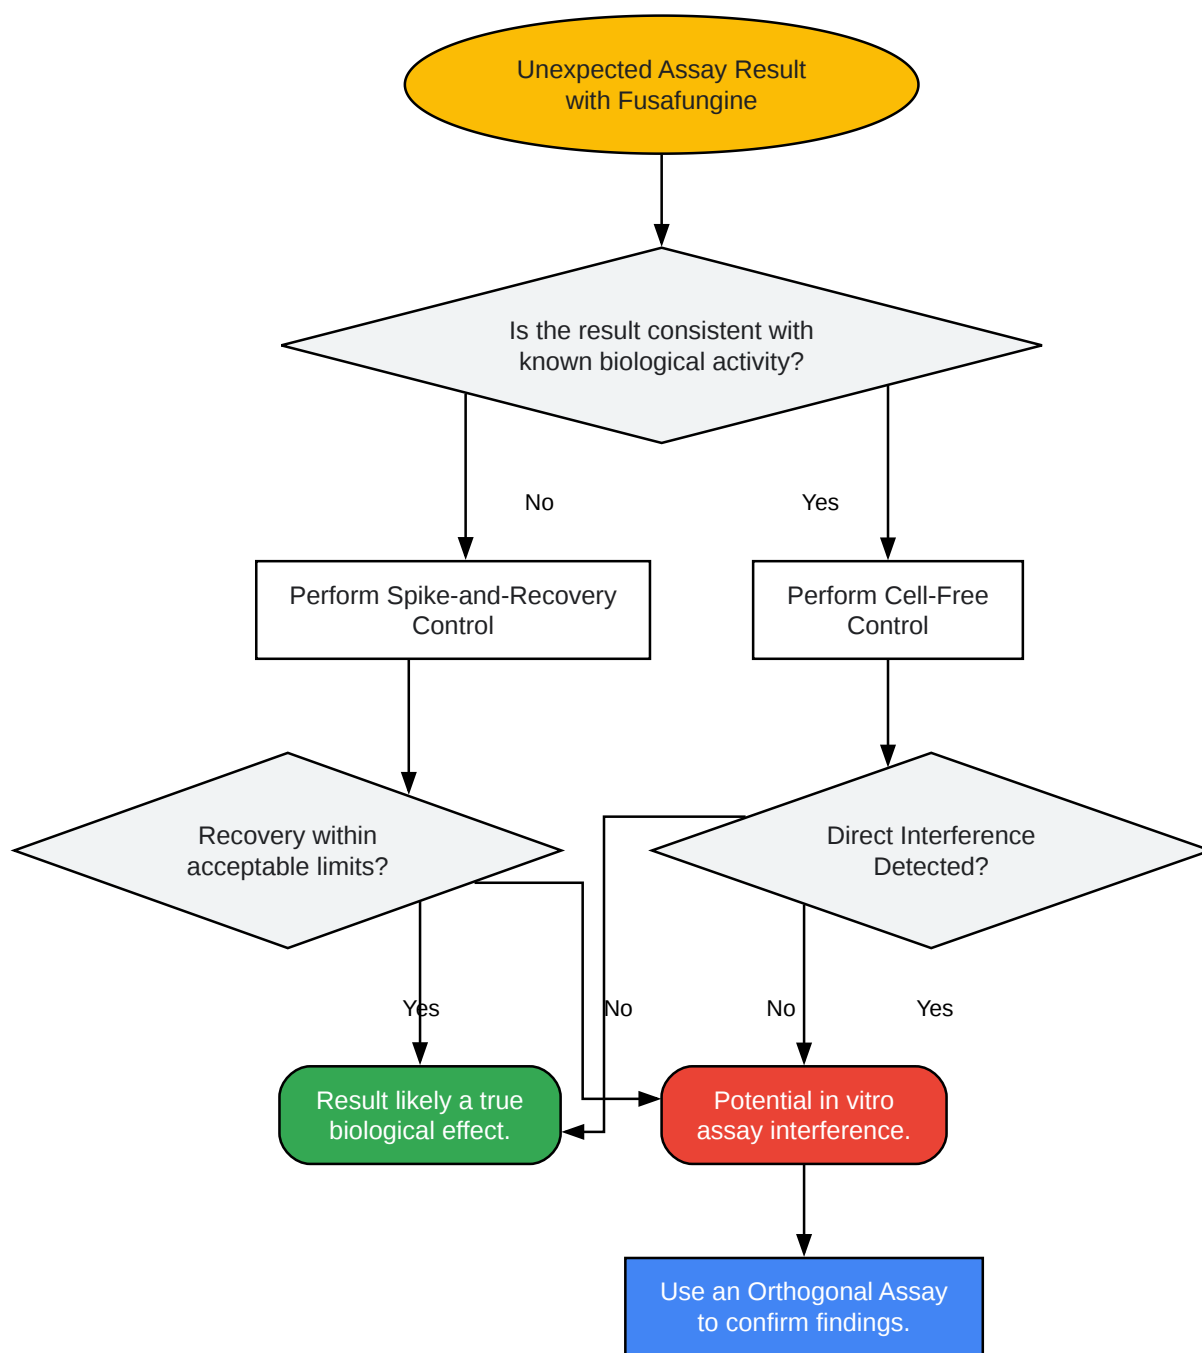 Unexpected Assay Result
with Fusafungine
Is the result consistent with
known biological activity?
No
Yes
Perform Spike-and-Recovery
Control
Perform Cell-Free
Control
Recovery within
acceptable limits?
Direct Interference
Detected?
Yes
No
No
Yes
Result likely a true
biological effect.
Potential in vitro
assay interference.
Use an Orthogonal Assay
to confirm findings.